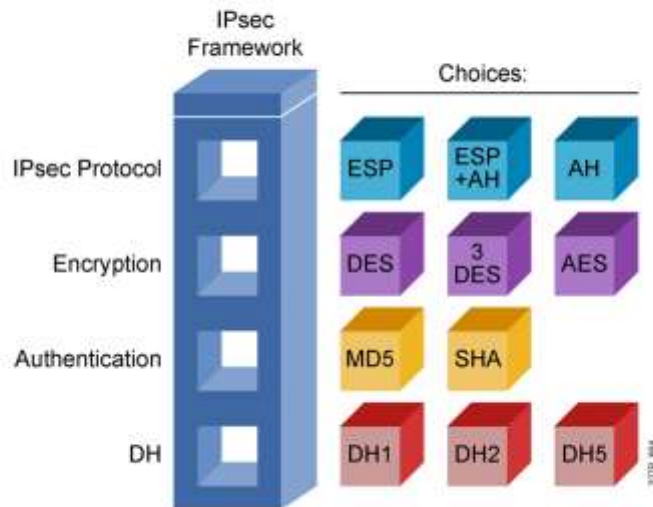 IPsec
Framework
Choices:
IPsec Protocol
ESP
ESP
+AH
AH
Encryption
DES
3
DES
AES
Authentication
MD5
SHA
DH
DH1
DH2
DH5